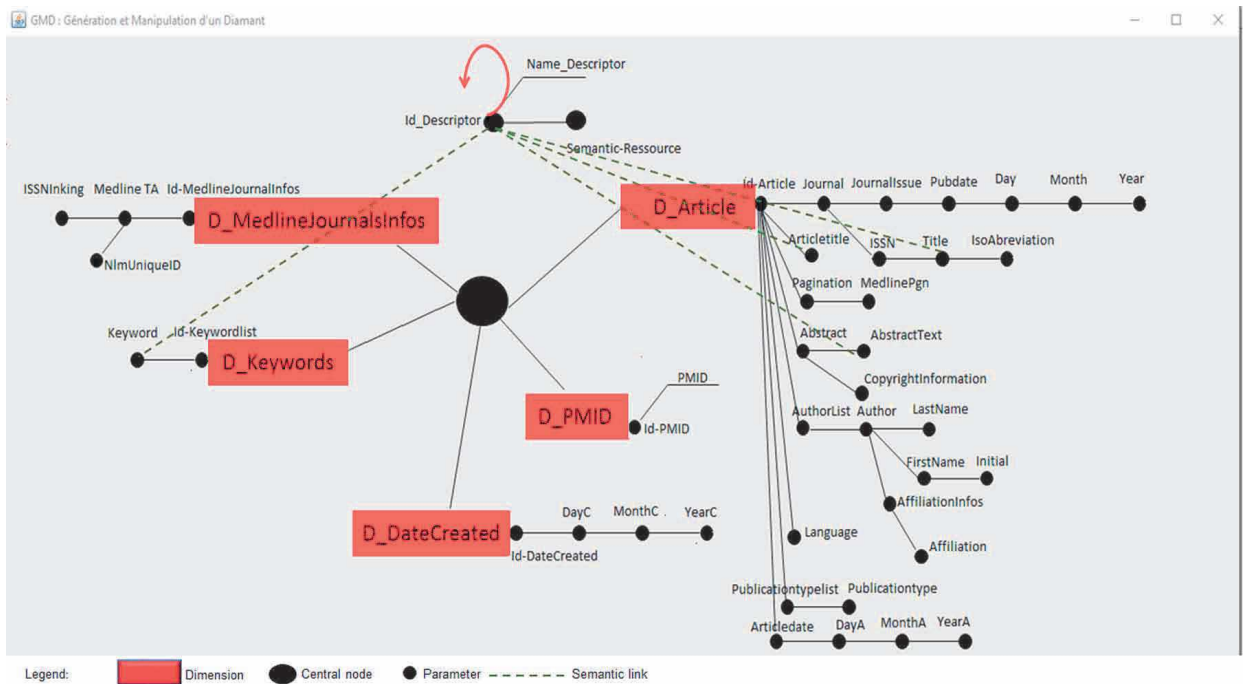 GMD : Génération et Manipulation d'un Diamant
Name_Descriptor
Id_Descriptor
Semantic-Ressource
ISSNInking Medline TA Id-MedlineJournalInfos
Id-Article Journal JournalIssue Pubdate Day Month Year
D_MedlineJournalsInfos
D_Article
Articletitle ISSN Title IsoAbreviation
NlmUniqueID
Pagination MedlinePgn
Keyword Id-Keywordlist
Abstract AbstractText
D_Keywords
PMID
CopyrightInformation
D_PMID
Id-PMID
AuthorList Author LastName
FirstName Initial
AffiliationInfos
DayC MonthC YearC
D_DateCreated
Id-DateCreated
Language
Affiliation
Publicationtypelist Publicationtype
Articledate DayA MonthA YearA
Legend: Dimension Central node Parameter Semantic link